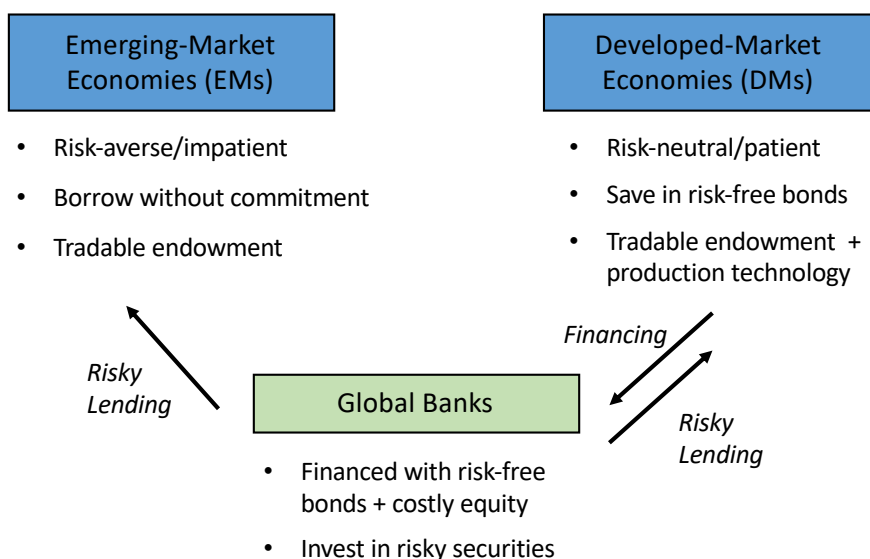 Emerging-Market
Economies (EMs)
• Risk-averse/impatient
• Borrow without commitment
• Tradable endowment
Developed-Market
Economies (DMs)
• Risk-neutral/patient
• Save in risk-free bonds
• Tradable endowment +
production technology
Financing
Risky
Lending
Risky
Lending
Global Banks
• Financed with risk-free
bonds + costly equity
• Invest in risky securities